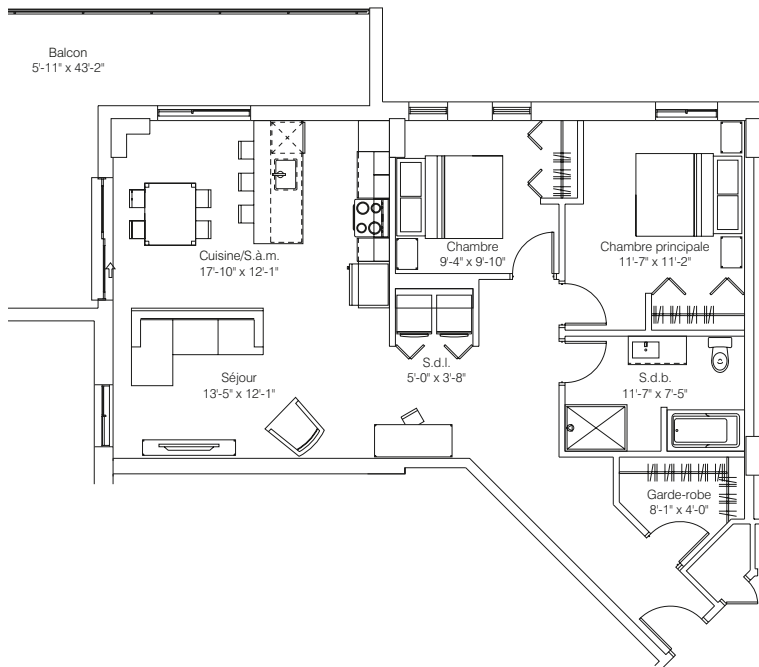 Balcon
5'-11" x 43'-2"
Cuisine/S.à.m.
17'-10" x 12'-1"
Chambre
9'-4" x 9'-10"
Chambre principale
11'-7" x 11'-2"
S.d.l.
5'-0" x 3'-8"
Séjour
13'-5" x 12'-1"
S.d.b.
11'-7" x 7'-5"
Garde-robe
8'-1" x 4'-0"